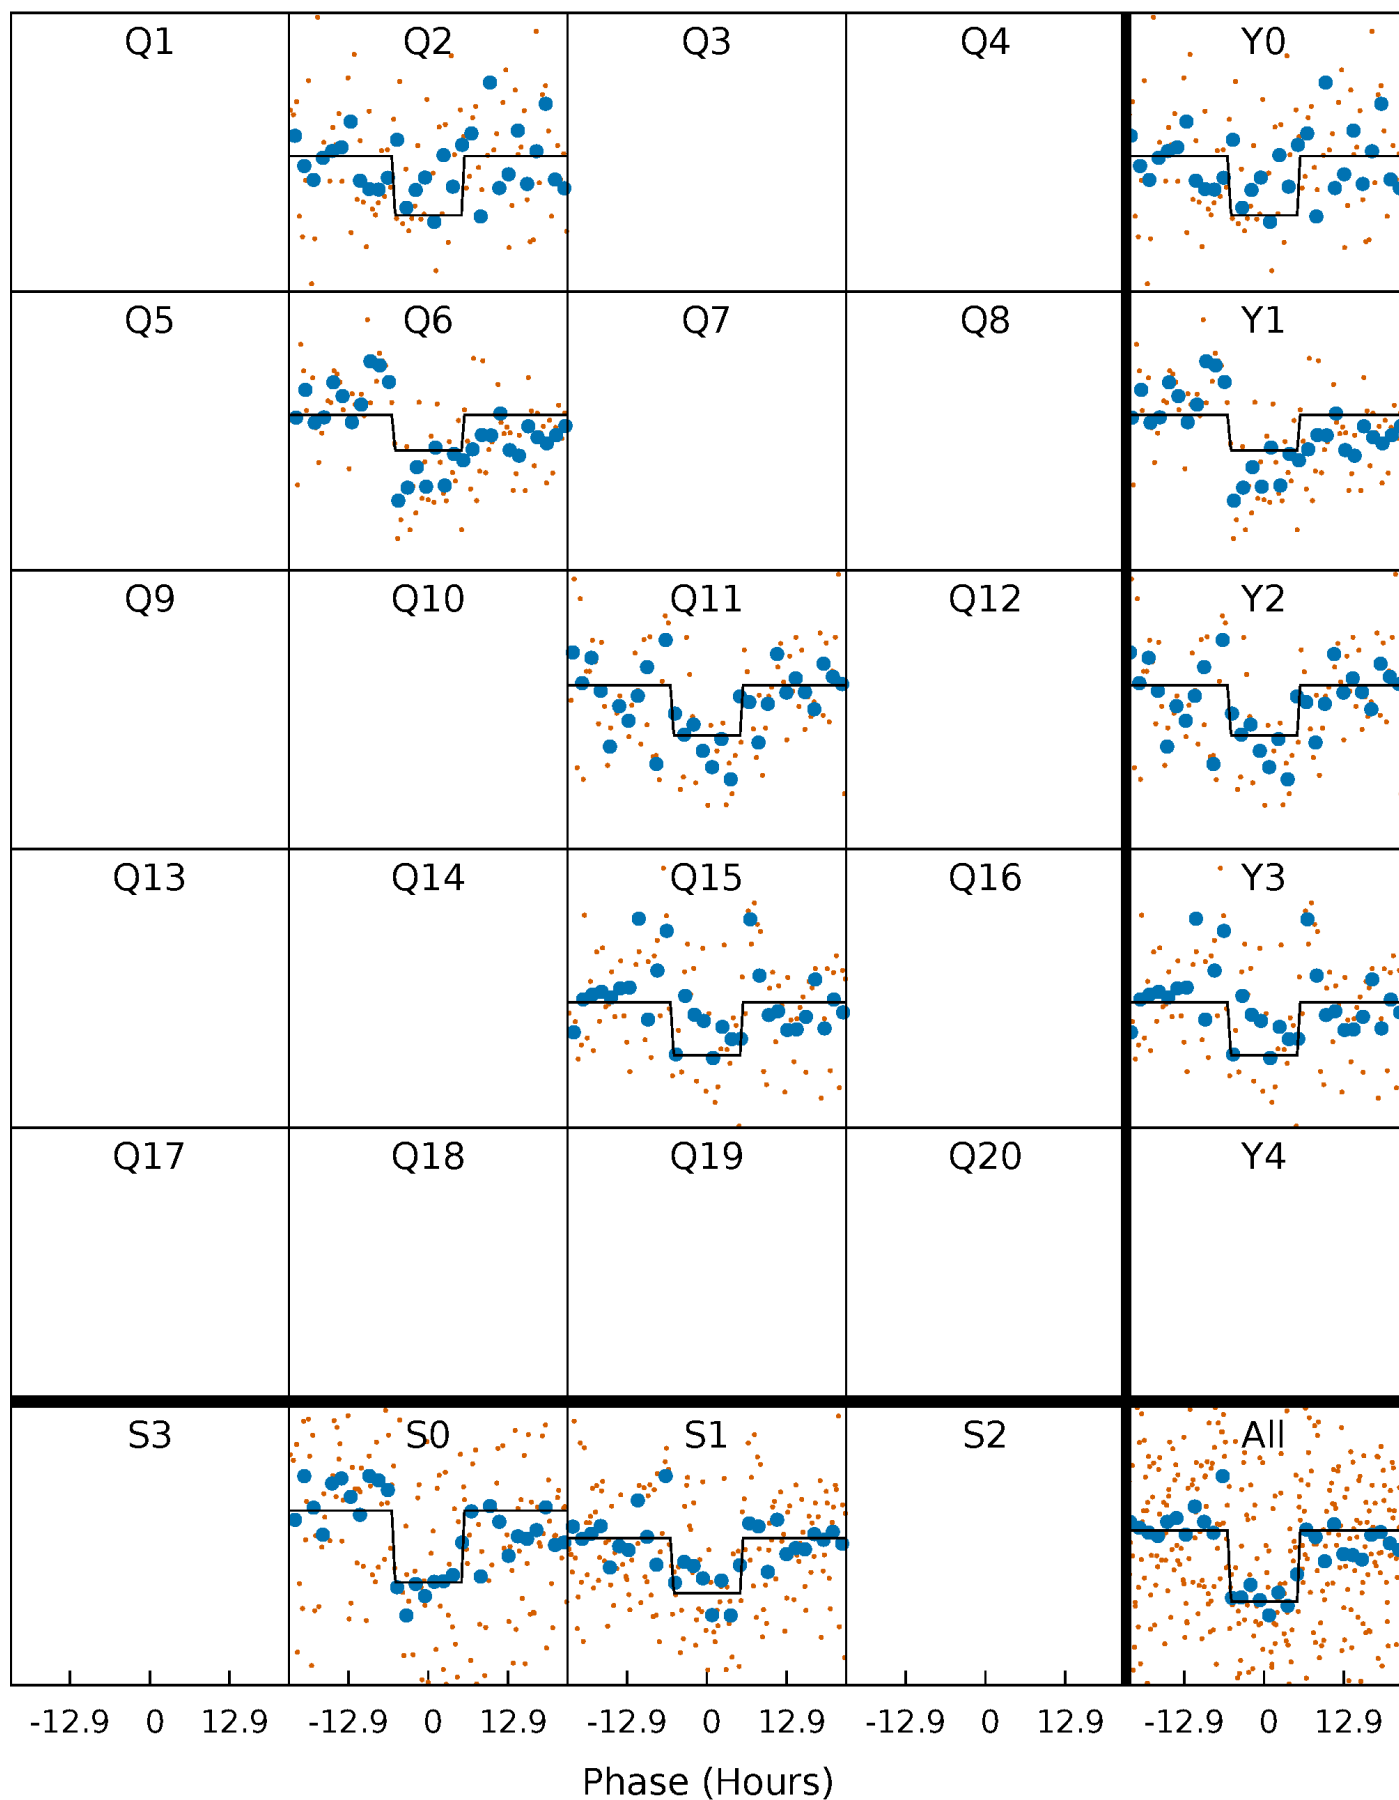 Q1 Q2 Q3 Q4 Y0
Q5 Q6 Q7 Q8 Y1
Q9 Q10 Q11 Q12 Y2
Q13 Q14 Q15 Q16 Y3
Q17 Q18 Q19 Q20 Y4
S3 S0 S1 S2 All
-12.9 0 12.9 -12.9 0 12.9 -12.9 0 12.9 -12.9 0 12.9 -12.9 0 12.9
Phase (Hours)